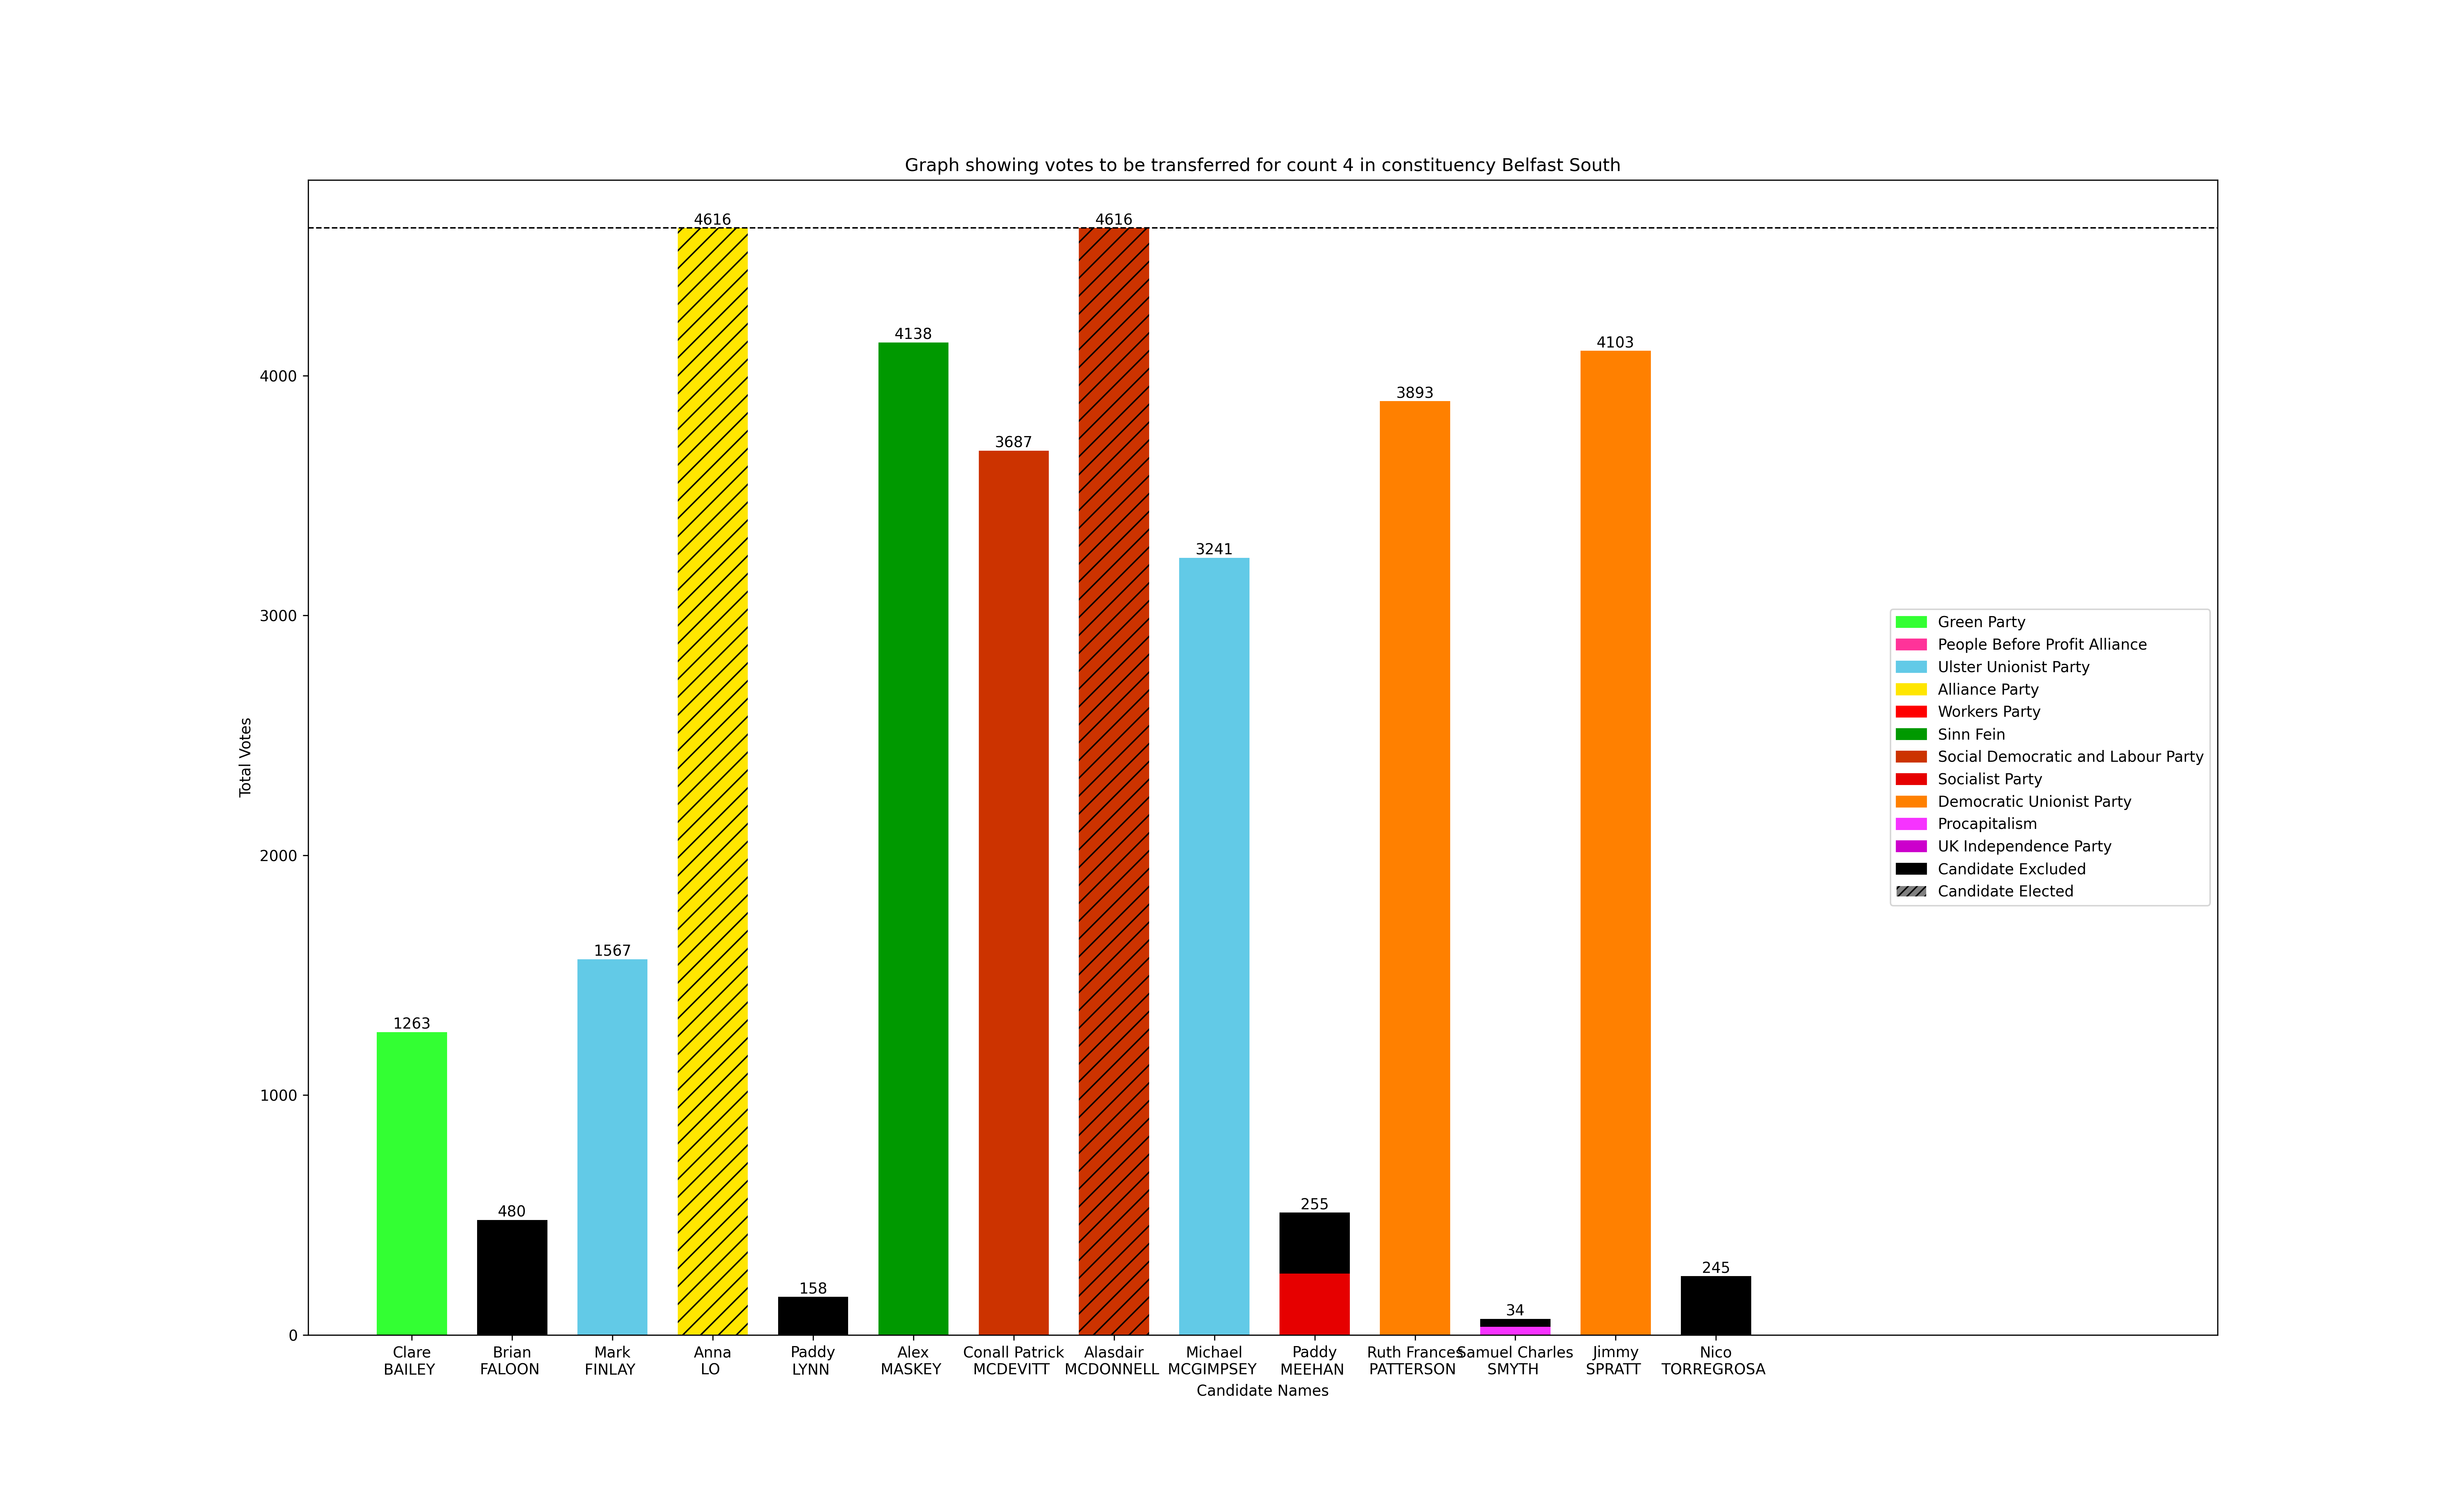 Graph showing votes to be transferred for count 4 in constituency Belfast South
4616
4616
4138
4103
3893
3687
3241
1567
1263
480
255
245
158
34
Total Votes
4000
3000
2000
1000
0
Green Party
People Before Profit Alliance
Ulster Unionist Party
Alliance Party
Workers Party
Sinn Fein
Social Democratic and Labour Party
Socialist Party
Democratic Unionist Party
Procapitalism
UK Independence Party
Candidate Excluded
Candidate Elected
Clare
BAILEY
Brian
FALOON
Mark
FINLAY
Anna
LO
Paddy
LYNN
Alex
MASKEY
Conall Patrick
MCDEVITT
Alasdair
MCDONNELL
Michael
MCGIMPSEY
Paddy
MEEHAN
Ruth Frances
PATTERSON
Samuel Charles
SMYTH
Jimmy
SPRATT
Nico
TORREGROSA
Candidate Names